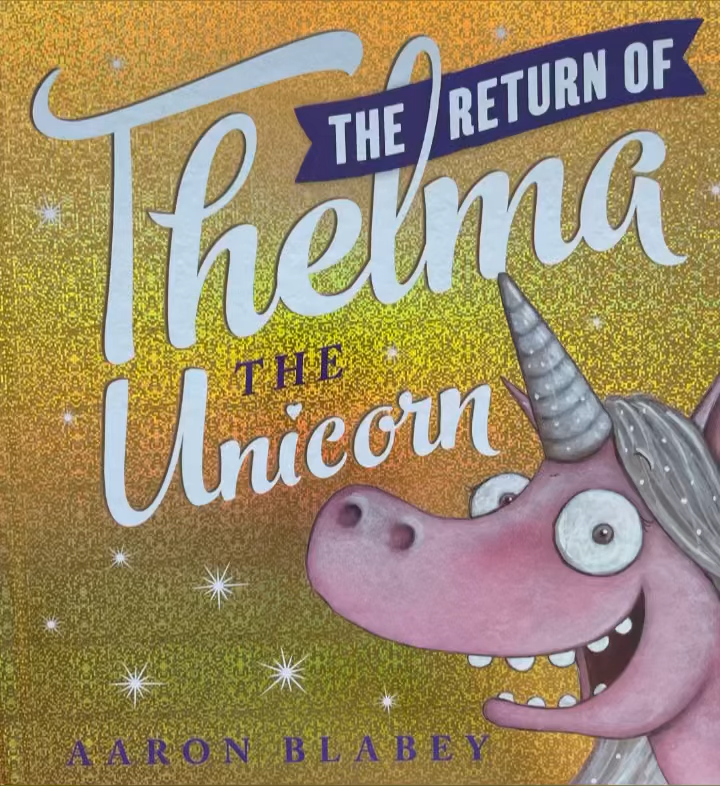 THE RETURN OF
Thelma
THE
Unicorn
AARON BLABEY